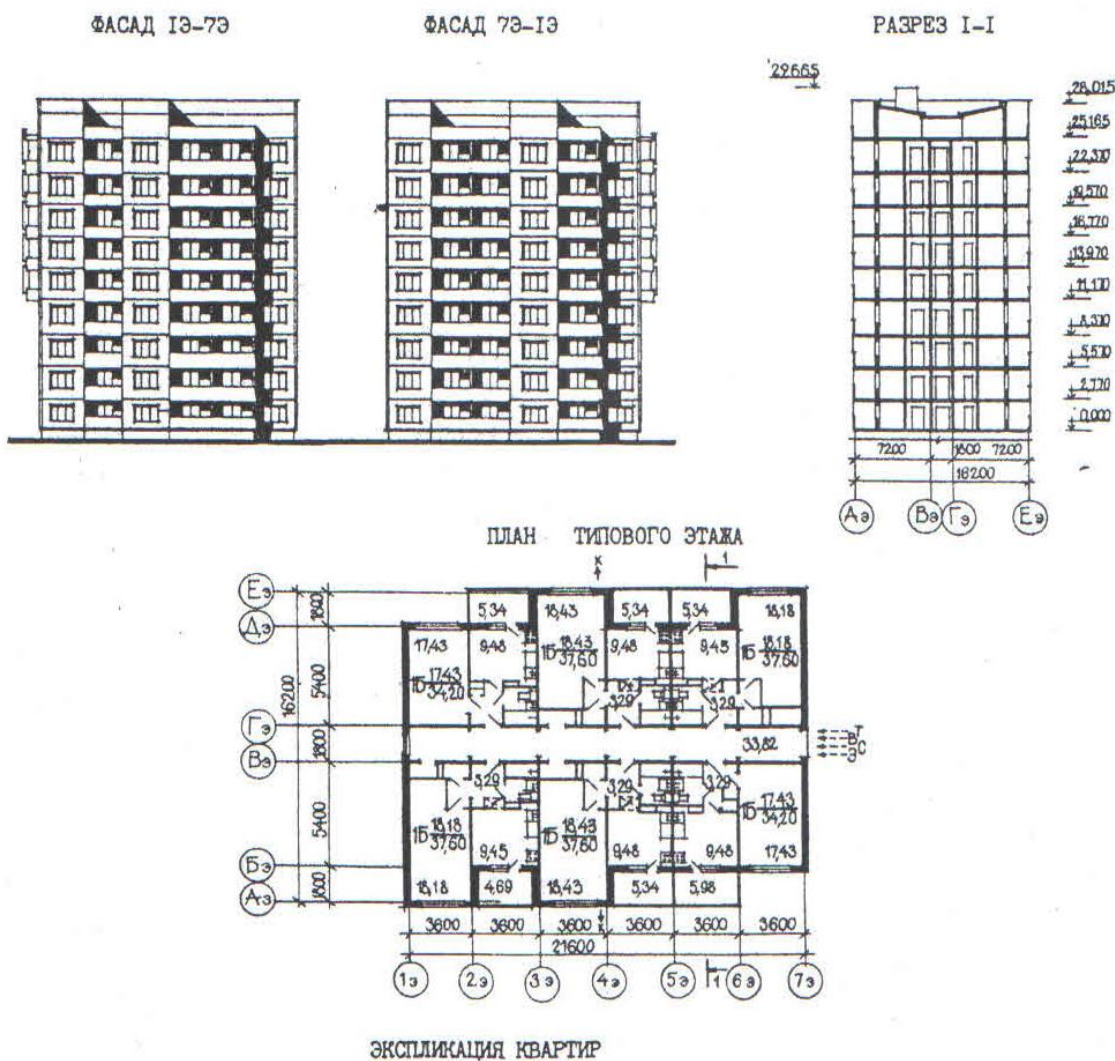 ФАСАД 1Э-7Э
ФАСАД 7Э-1Э
РАЗРЕЗ I-I
29.665
28,015
25,165
22,370
19,570
16,770
13,970
11,170
8,370
5,570
2,770
0,000
7200 1800 7200
16200
Аэ Вэ Гэ Еэ
ПЛАН ТИПОВОГО ЭТАЖА
к 1
Еэ
Дэ
Гэ
Вэ
Бэ
Аэ
1800
5400
1800
5400
1800
16200
5,34 18,43 5,34 5,34 18,18
17,43 9,48 9,48 9,45
1Б 17,43 34,20
1Б 18,43 37,60
1Б 18,18 37,60
3,29 3,29
33,82
Т
В
С
Э
3,29 3,29 3,29
1Б 18,18 37,60
1Б 18,43 37,60
1Б 17,43 34,20
9,45 9,48 9,48 17,43
18,18 4,69 18,43 5,34 5,98
3600 3600 3600 3600 3600 3600
21600
1
1э 2э 3э 4э 5э 6э 7э
ЭКСПЛИКАЦИЯ КВАРТИР